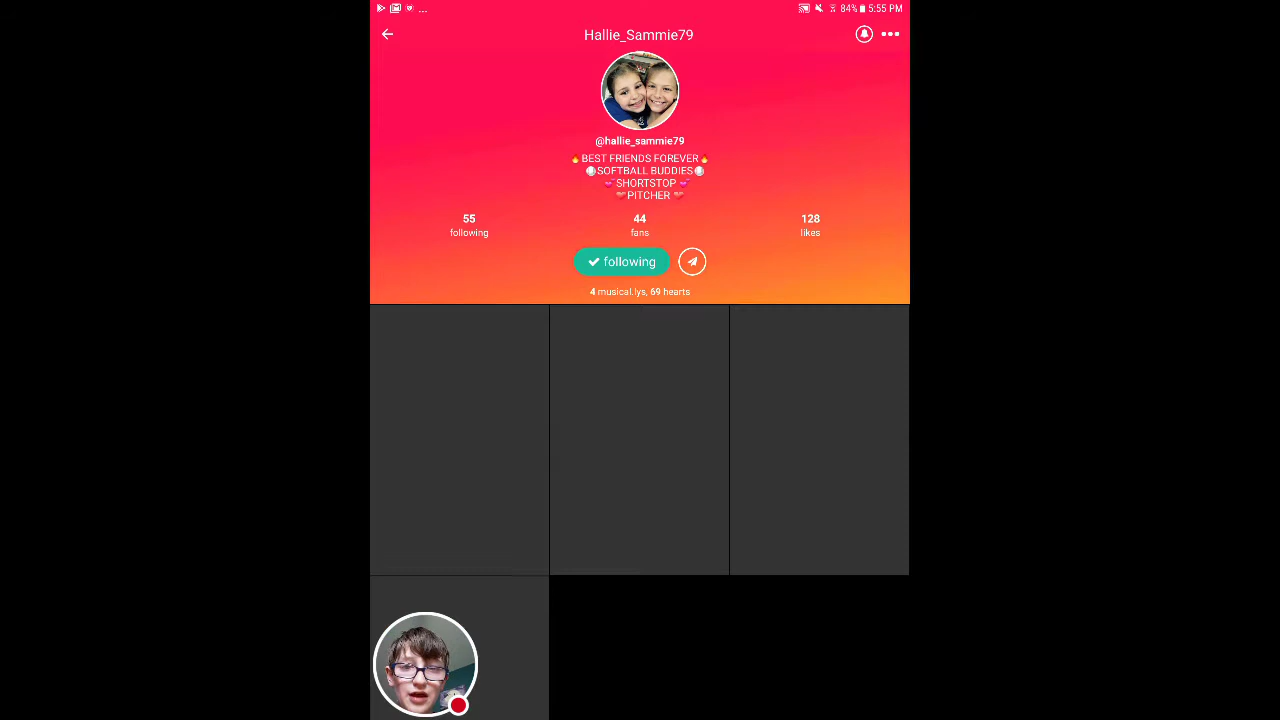 ... 84% 5:55 PM
Hallie_Sammie79
@hallie_sammie79
🔥BEST FRIENDS FOREVER🔥
⚾SOFTBALL BUDDIES⚾
💕SHORTSTOP 💕
💝PITCHER 💝
55 44 128
following fans likes
following
4 musical.lys, 69 hearts